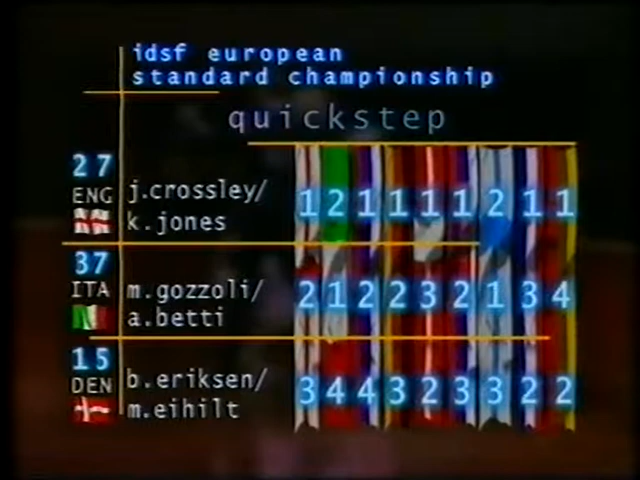 idsf european
standard championship
quickstep
27
ENG
j.crossley/
k.jones
1 2 1 1 1 1 2 1 1
37
ITA
m.gozzoli/
a.betti
2 1 2 2 3 2 1 3 4
15
DEN
b.eriksen/
m.eihilt
3 4 4 3 2 3 3 2 2